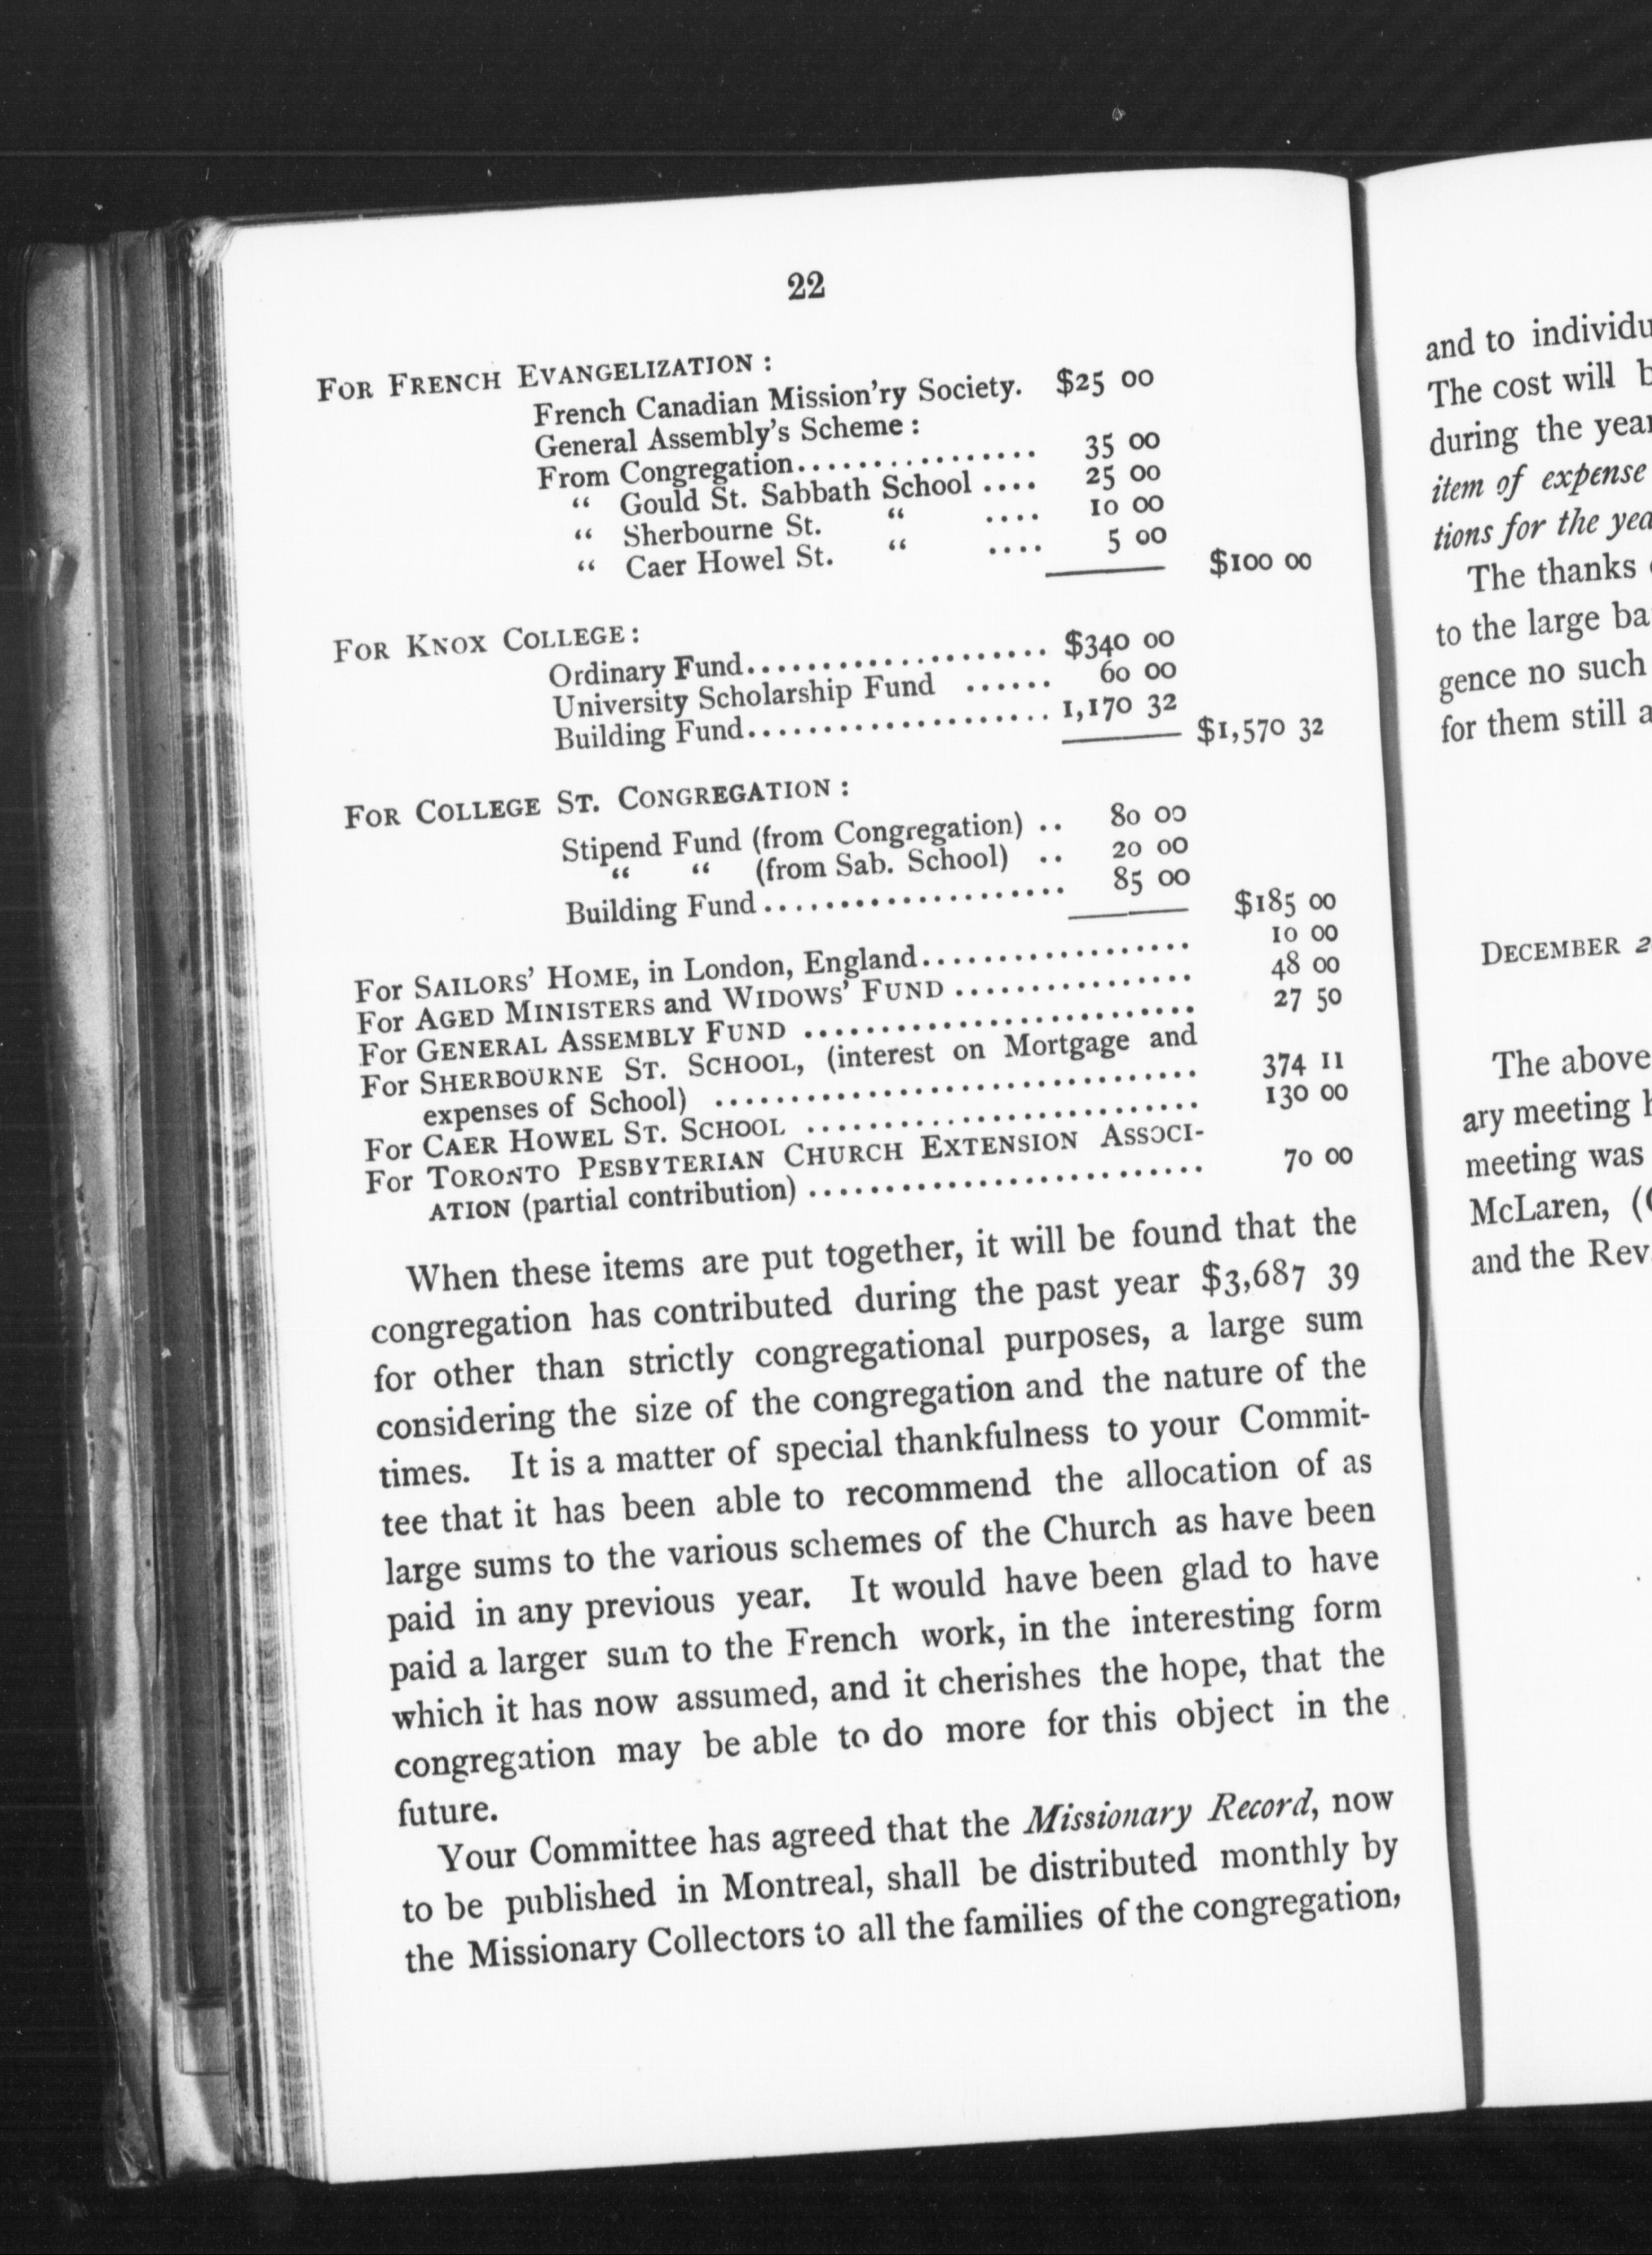 22
FOR FRENCH EVANGELIZATION :
French Canadian Mission'ry Society. $25 00
General Assembly's Scheme :
From Congregation................ 35 00
“ Gould St. Sabbath School .... 25 00
“ Sherbourne St. “ .... 10 00
“ Caer Howel St. “ .... 5 00
$100 00
FOR KNOX COLLEGE :
Ordinary Fund.................... $340 00
University Scholarship Fund ...... 60 00
Building Fund.................... 1,170 32
$1,570 32
FOR COLLEGE ST. CONGREGATION :
Stipend Fund (from Congregation) .. 80 00
“ “ (from Sab. School) .. 20 00
Building Fund.................... 85 00
$185 00
For SAILORS' HOME, in London, England.................. 10 00
For AGED MINISTERS and WIDOWS' FUND ................ 48 00
For GENERAL ASSEMBLY FUND .......................... 27 50
For SHERBOURNE ST. SCHOOL, (interest on Mortgage and
expenses of School) ................................ 374 11
For CAER HOWEL ST. SCHOOL .......................... 130 00
For TORONTO PESBYTERIAN CHURCH EXTENSION ASSOCI-
ATION (partial contribution) .......................... 70 00
When these items are put together, it will be found that the
congregation has contributed during the past year $3,687 39
for other than strictly congregational purposes, a large sum
considering the size of the congregation and the nature of the
times. It is a matter of special thankfulness to your Commit-
tee that it has been able to recommend the allocation of as
large sums to the various schemes of the Church as have been
paid in any previous year. It would have been glad to have
paid a larger sum to the French work, in the interesting form
which it has now assumed, and it cherishes the hope, that the
congregation may be able to do more for this object in the
future.
Your Committee has agreed that the Missionary Record, now
to be published in Montreal, shall be distributed monthly by
the Missionary Collectors to all the families of the congregation,
and to
The cost will
during the
item of expense
tions for the
The thanks
to the large
gence no such
for them still
DECEMBER
The above
ary meeting
meeting was
McLaren,
and the Rev.